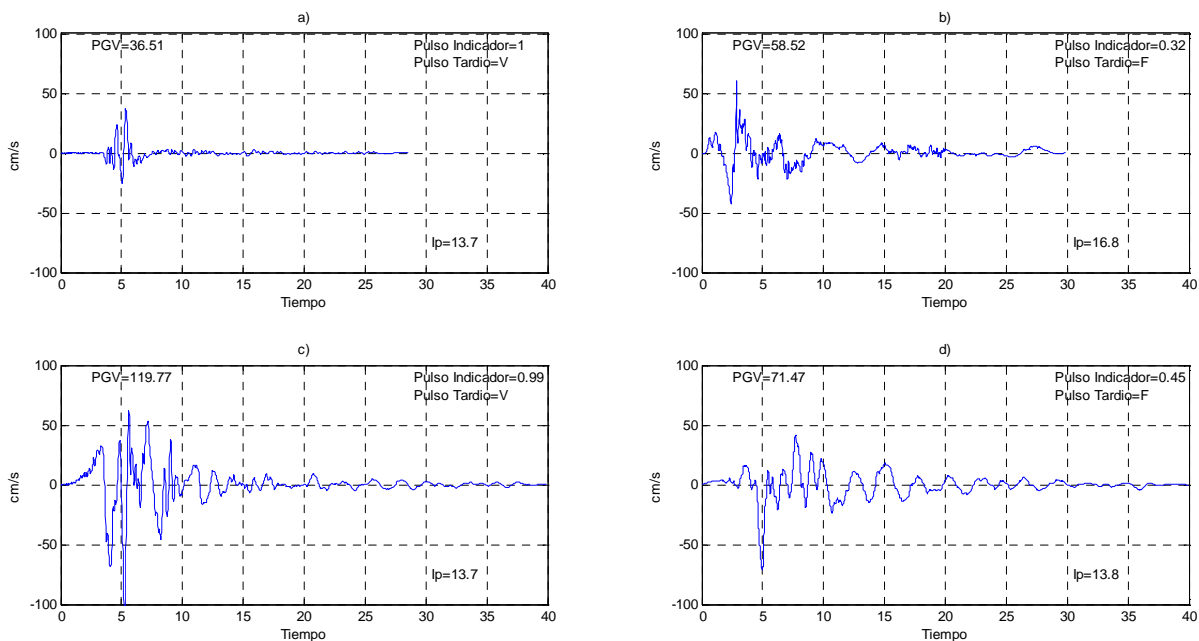 a)
PGV=36.51
Pulso Indicador=1
Pulso Tardio=V
Ip=13.7
100
50
0
-50
-100
cm/s
0 5 10 15 20 25 30 35 40
Tiempo
b)
PGV=58.52
Pulso Indicador=0.32
Pulso Tardio=F
Ip=16.8
100
50
0
-50
-100
cm/s
0 5 10 15 20 25 30 35 40
Tiempo
c)
PGV=119.77
Pulso Indicador=0.99
Pulso Tardio=V
Ip=13.7
100
50
0
-50
-100
cm/s
0 5 10 15 20 25 30 35 40
Tiempo
d)
PGV=71.47
Pulso Indicador=0.45
Pulso Tardio=F
Ip=13.8
100
50
0
-50
-100
cm/s
0 5 10 15 20 25 30 35 40
Tiempo